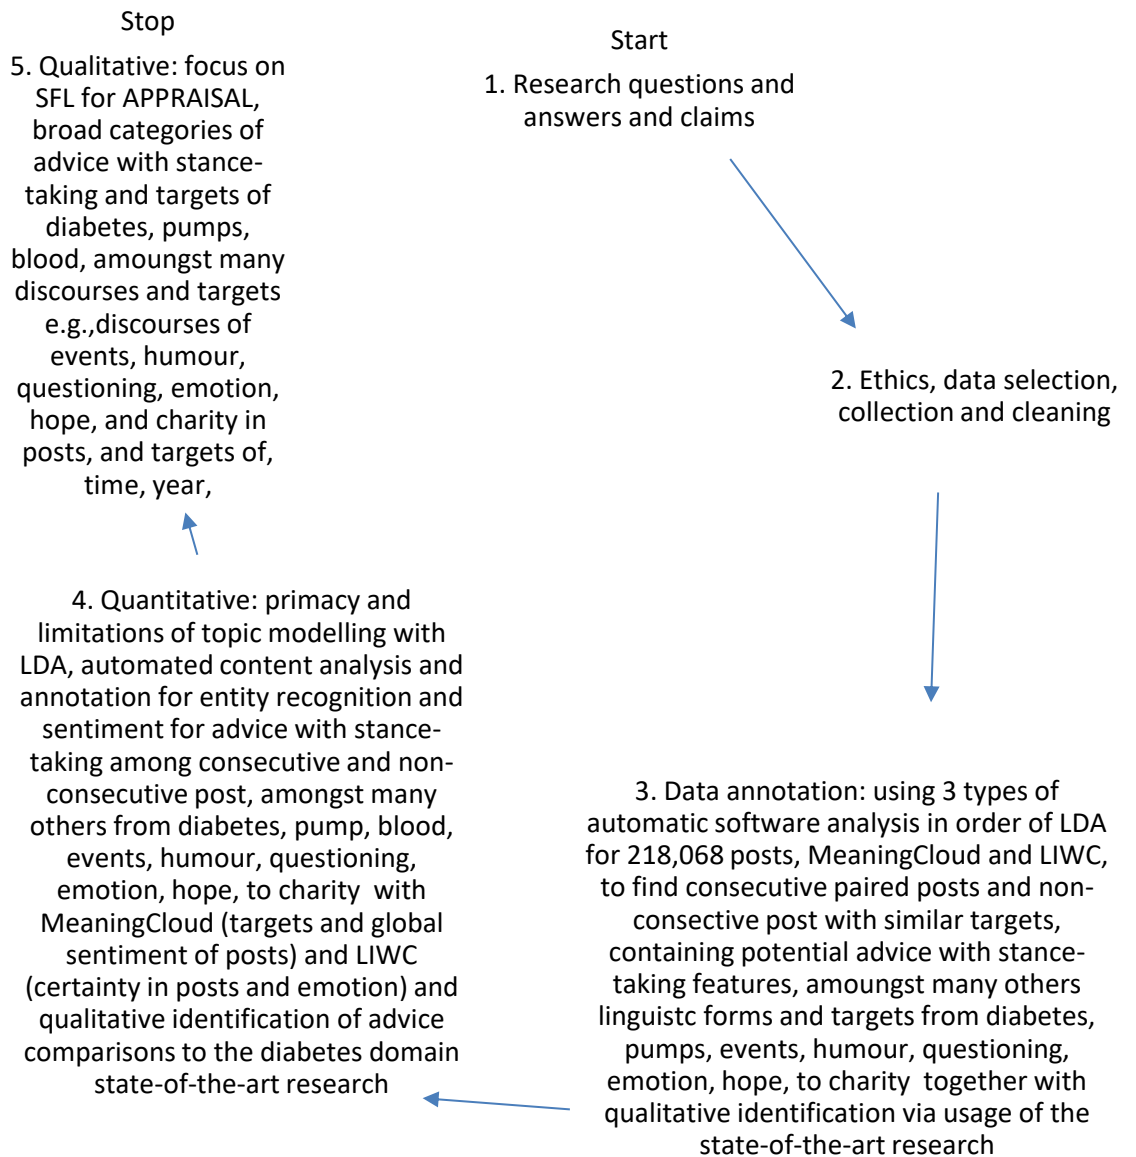 Start
1. Research questions and
answers and claims
2. Ethics, data selection,
collection and cleaning
3. Data annotation: using 3 types of
automatic software analysis in order of LDA
for 218,068 posts, MeaningCloud and LIWC,
to find consecutive paired posts and non-
consective post with similar targets,
containing potential advice with stance-
taking features, amoungst many others
linguistc forms and targets from diabetes,
pumps, events, humour, questioning,
emotion, hope, to charity  together with
qualitative identification via usage of the
state-of-the-art research
4. Quantitative: primacy and
limitations of topic modelling with
LDA, automated content analysis and
annotation for entity recognition and
sentiment for advice with stance-
taking among consecutive and non-
consecutive post, amongst many
others from diabetes, pump, blood,
events, humour, questioning,
emotion, hope, to charity  with
MeaningCloud (targets and global
sentiment of posts) and LIWC
(certainty in posts and emotion) and
qualitative identification of advice
comparisons to the diabetes domain
state-of-the-art research
Stop
5. Qualitative: focus on
SFL for APPRAISAL,
broad categories of
advice with stance-
taking and targets of
diabetes, pumps,
blood, amoungst many
discourses and targets
e.g.,discourses of
events, humour,
questioning, emotion,
hope, and charity in
posts, and targets of,
time, year,